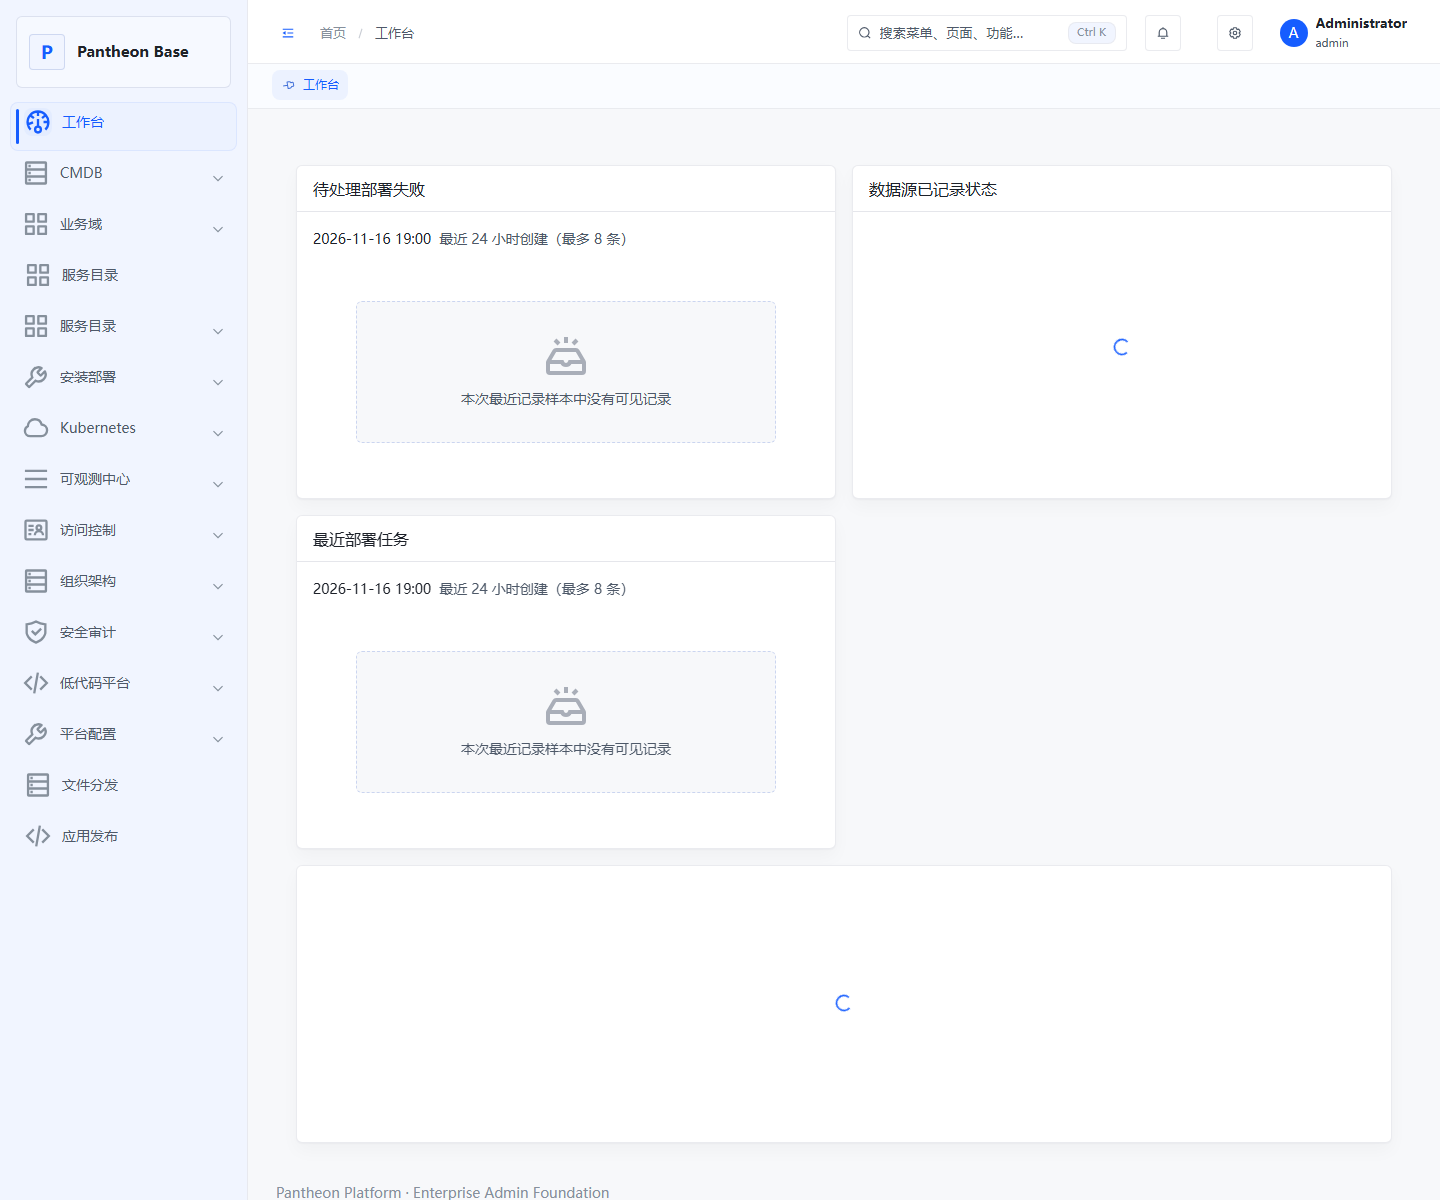 P Pantheon Base
首页 / 工作台
搜索菜单、页面、功能... Ctrl K
A Administrator
admin
工作台
工作台
CMDB
业务域
服务目录
服务目录
安装部署
Kubernetes
可观测中心
访问控制
组织架构
安全审计
低代码平台
平台配置
文件分发
应用发布
待处理部署失败
2026-11-16 19:00 最近 24 小时创建（最多 8 条）
本次最近记录样本中没有可见记录
数据源已记录状态
最近部署任务
2026-11-16 19:00 最近 24 小时创建（最多 8 条）
本次最近记录样本中没有可见记录
Pantheon Platform · Enterprise Admin Foundation